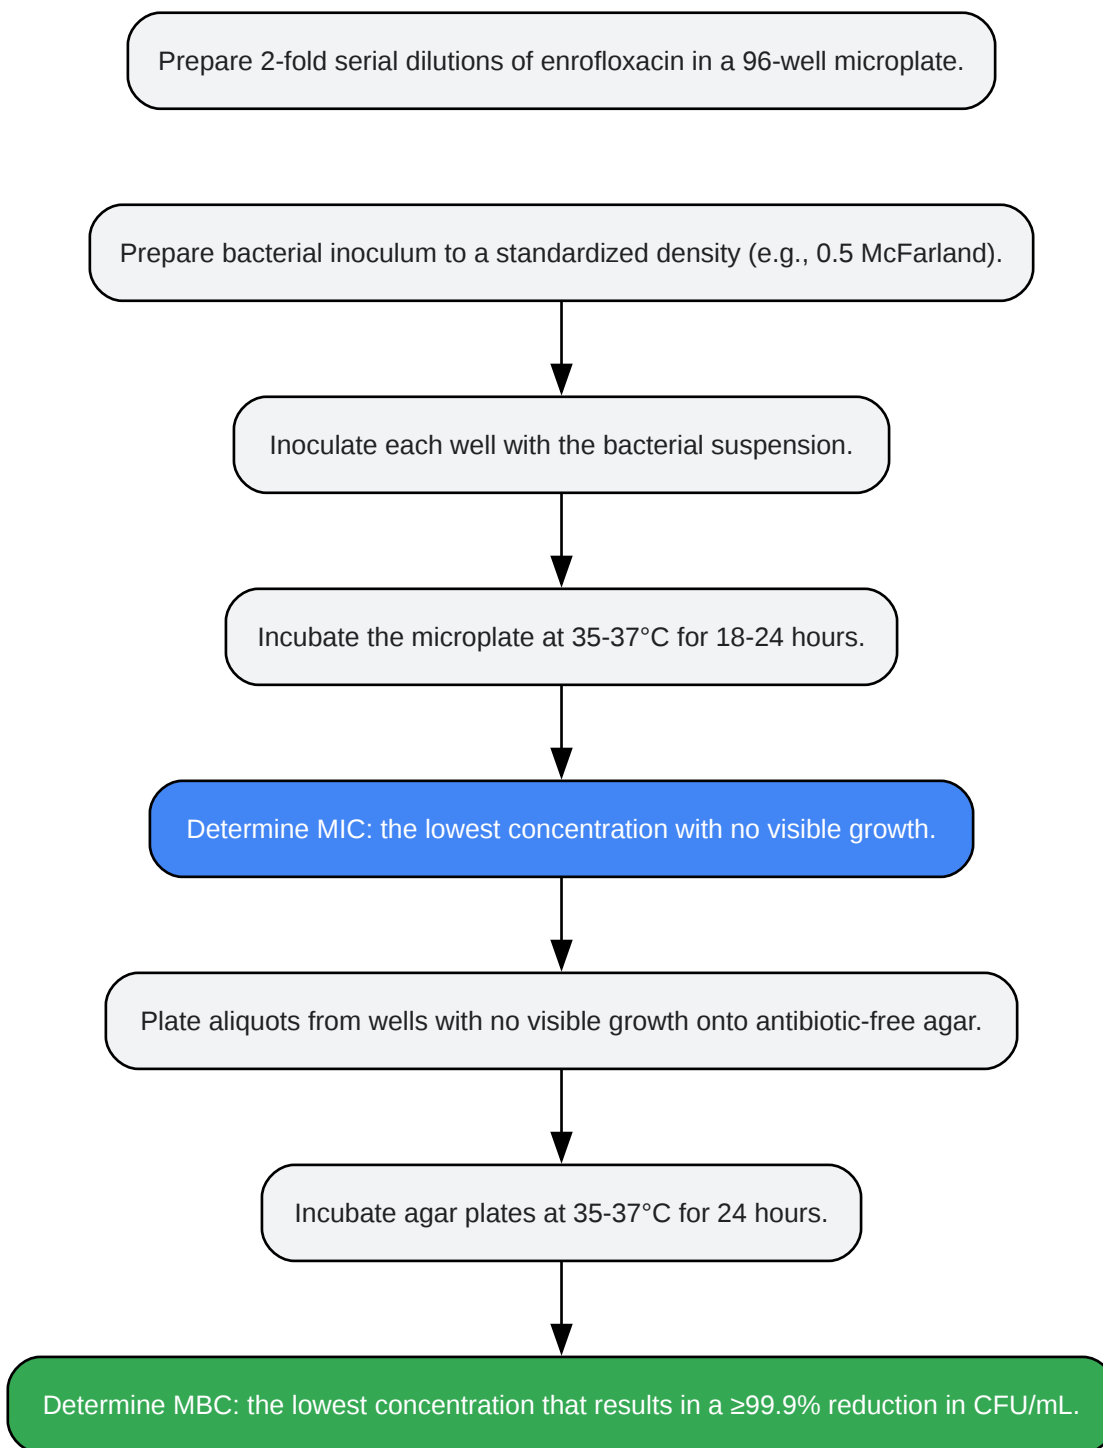 Prepare 2-fold serial dilutions of enrofloxacin in a 96-well microplate.
Prepare bacterial inoculum to a standardized density (e.g., 0.5 McFarland).
Inoculate each well with the bacterial suspension.
Incubate the microplate at 35-37°C for 18-24 hours.
Determine MIC: the lowest concentration with no visible growth.
Plate aliquots from wells with no visible growth onto antibiotic-free agar.
Incubate agar plates at 35-37°C for 24 hours.
Determine MBC: the lowest concentration that results in a ≥99.9% reduction in CFU/mL.